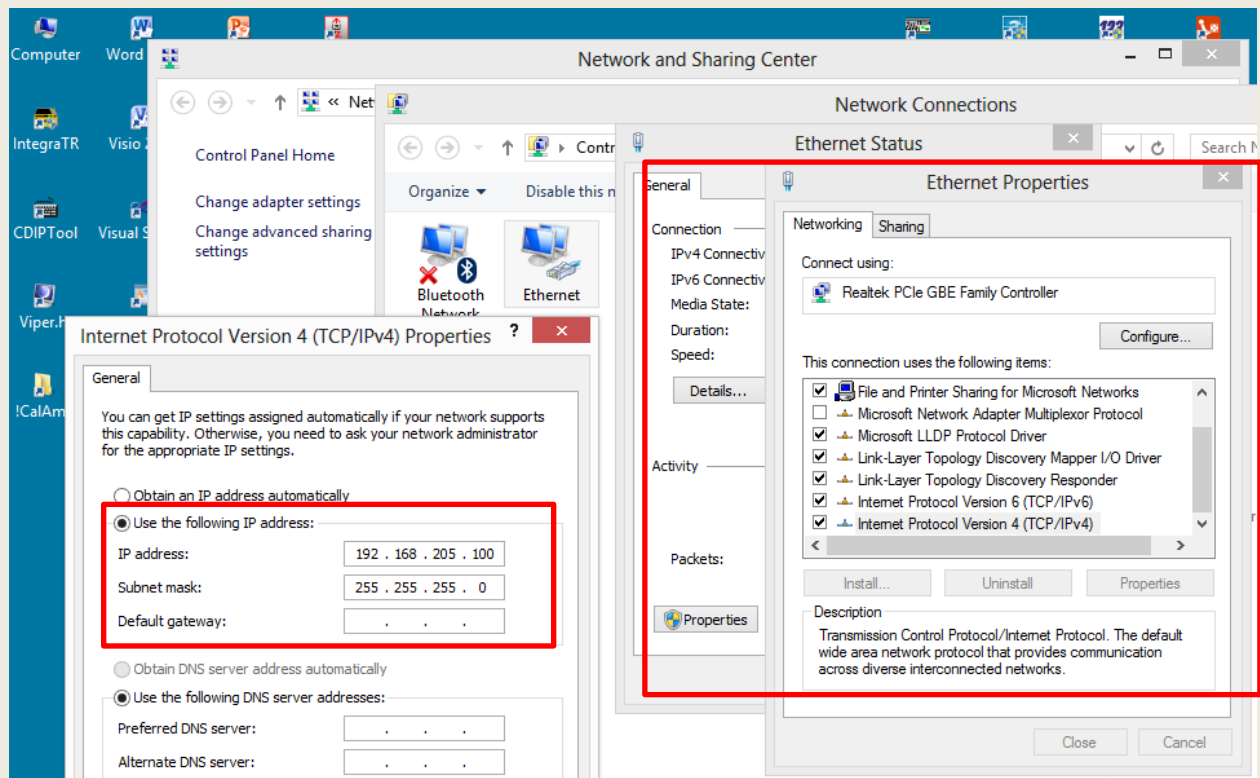 Computer
Word
IntegraTR
Visio
CDIPTool
Visual S
Viper.h
!CalAm
Network and Sharing Center
« Net
Control Panel Home
Change adapter settings
Change advanced sharing
settings
Network Connections
Contr
Search N
Organize
Disable this n
Bluetooth
Network
Ethernet
Ethernet Status
General
Connection
IPv4 Connectiv
IPv6 Connectiv
Media State:
Duration:
Speed:
Details...
Activity
Packets:
Properties
Ethernet Properties
Networking
Sharing
Connect using:
Realtek PCIe GBE Family Controller
Configure...
This connection uses the following items:
File and Printer Sharing for Microsoft Networks
Microsoft Network Adapter Multiplexor Protocol
Microsoft LLDP Protocol Driver
Link-Layer Topology Discovery Mapper I/O Driver
Link-Layer Topology Discovery Responder
Internet Protocol Version 6 (TCP/IPv6)
Internet Protocol Version 4 (TCP/IPv4)
Install...
Uninstall
Properties
Description
Transmission Control Protocol/Internet Protocol. The default
wide area network protocol that provides communication
across diverse interconnected networks.
Close
Cancel
Internet Protocol Version 4 (TCP/IPv4) Properties
?
General
You can get IP settings assigned automatically if your network supports
this capability. Otherwise, you need to ask your network administrator
for the appropriate IP settings.
Obtain an IP address automatically
Use the following IP address:
IP address: 192 . 168 . 205 . 100
Subnet mask: 255 . 255 . 255 . 0
Default gateway: . . .
Obtain DNS server address automatically
Use the following DNS server addresses:
Preferred DNS server: . . .
Alternate DNS server: . . .